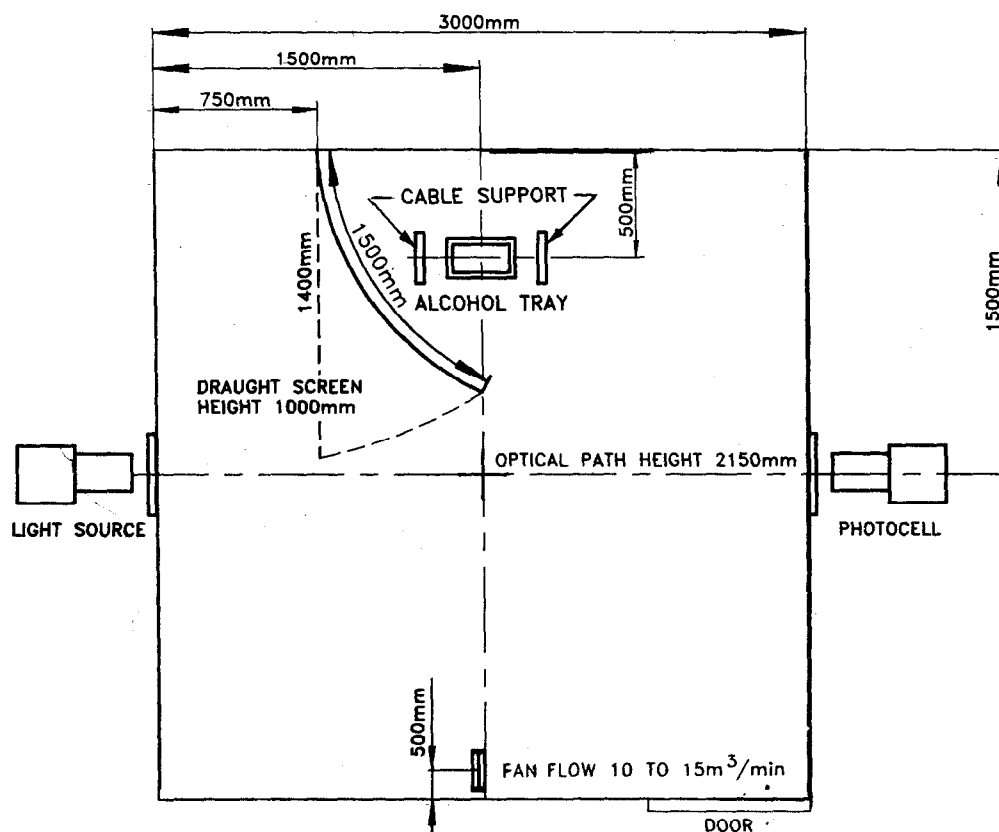 3000mm
1500mm
750mm
CABLE SUPPORT
500mm
1500mm
1400mm
1500mm
ALCOHOL TRAY
DRAUGHT SCREEN
HEIGHT 1000mm
OPTICAL PATH HEIGHT 2150mm
LIGHT SOURCE
PHOTOCELL
500mm
FAN FLOW 10 TO 15m³/min
DOOR